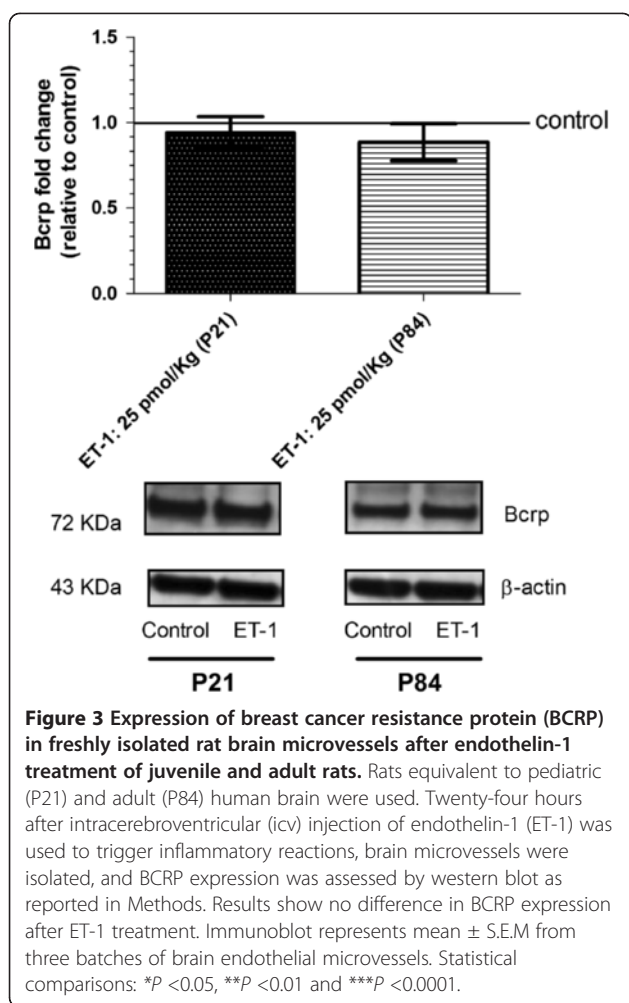 1.5
1.0
0.5
0.0
Bcrp fold change
(relative to control)
control
ET-1: 25 pmol/Kg (P21)
ET-1: 25 pmol/Kg (P84)
72 KDa
Bcrp
43 KDa
β-actin
Control ET-1 Control ET-1
P21 P84
Figure 3 Expression of breast cancer resistance protein (BCRP)
in freshly isolated rat brain microvessels after endothelin-1
treatment of juvenile and adult rats. Rats equivalent to pediatric
(P21) and adult (P84) human brain were used. Twenty-four hours
after intracerebroventricular (icv) injection of endothelin-1 (ET-1) was
used to trigger inflammatory reactions, brain microvessels were
isolated, and BCRP expression was assessed by western blot as
reported in Methods. Results show no difference in BCRP expression
after ET-1 treatment. Immunoblot represents mean ± S.E.M from
three batches of brain endothelial microvessels. Statistical
comparisons: *P <0.05, **P <0.01 and ***P <0.0001.